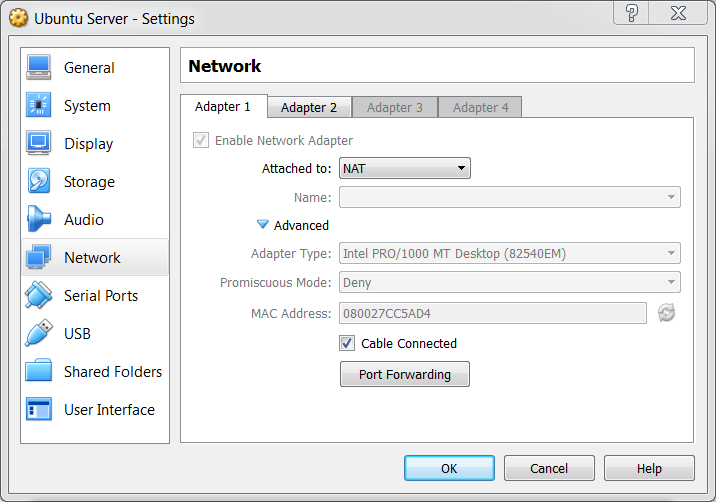 Ubuntu Server - Settings
General
System
Display
Storage
Audio
Network
Serial Ports
USB
Shared Folders
User Interface
Network
Adapter 1 Adapter 2 Adapter 3 Adapter 4
Enable Network Adapter
Attached to: NAT
Name:
Advanced
Adapter Type: Intel PRO/1000 MT Desktop (82540EM)
Promiscuous Mode: Deny
MAC Address: 080027CC5AD4
Cable Connected
Port Forwarding
OK Cancel Help